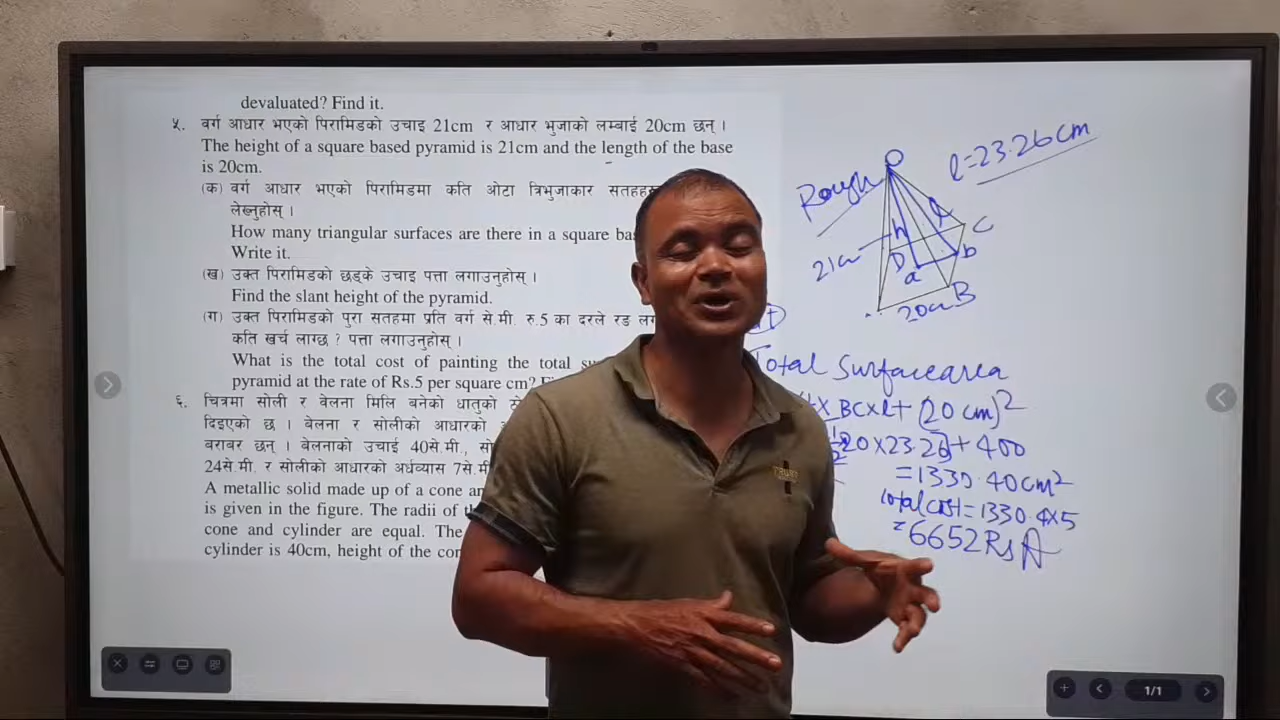 devaluated? Find it.
५. वर्ग आधार भएको पिरामिडको उचाइ 21cm र आधार भुजाको लम्बाई 20cm छन् ।
The height of a square based pyramid is 21cm and the length of the base
is 20cm.
(क) वर्ग आधार भएको पिरामिडमा कति ओटा त्रिभुजाकार
लेख्नुहोस् ।
How many triangular surfaces are there in a square
Write it.
(ख) उक्त पिरामिडको छड्के उचाइ पत्ता लगाउनुहोस् ।
Find the slant height of the pyramid.
(ग) उक्त पिरामिडको पुरा सतहमा प्रति वर्ग से.मी. रु.5 का दरले रङ
कति खर्च लाग्छ ? पत्ता लगाउनुहोस् ।
What is the total cost of painting the total
pyramid at the rate of Rs.5 per square cm?
६. चित्रमा सोली र वेलना मिलि बनेको धातुको
दिइएको छ । बेलना र सोलीको आधारको
बराबर छन् । बेलनाको उचाई 40से.मी.,
24से.मी. र सोलीको आधारको अर्धव्यास 7से.मी
A metallic solid made up of a cone
is given in the figure. The radii of
cone and cylinder are equal. The
cylinder is 40cm, height of the
Rough
l=23.26cm
O
h
l
C
21cm
D
a
b
20cm B
Total Surfacearea
X BC×l+ (20 cm)²
20×23.26+400
=1330.40cm²
total cost=1330.4×5
=6652Rs A
1/1